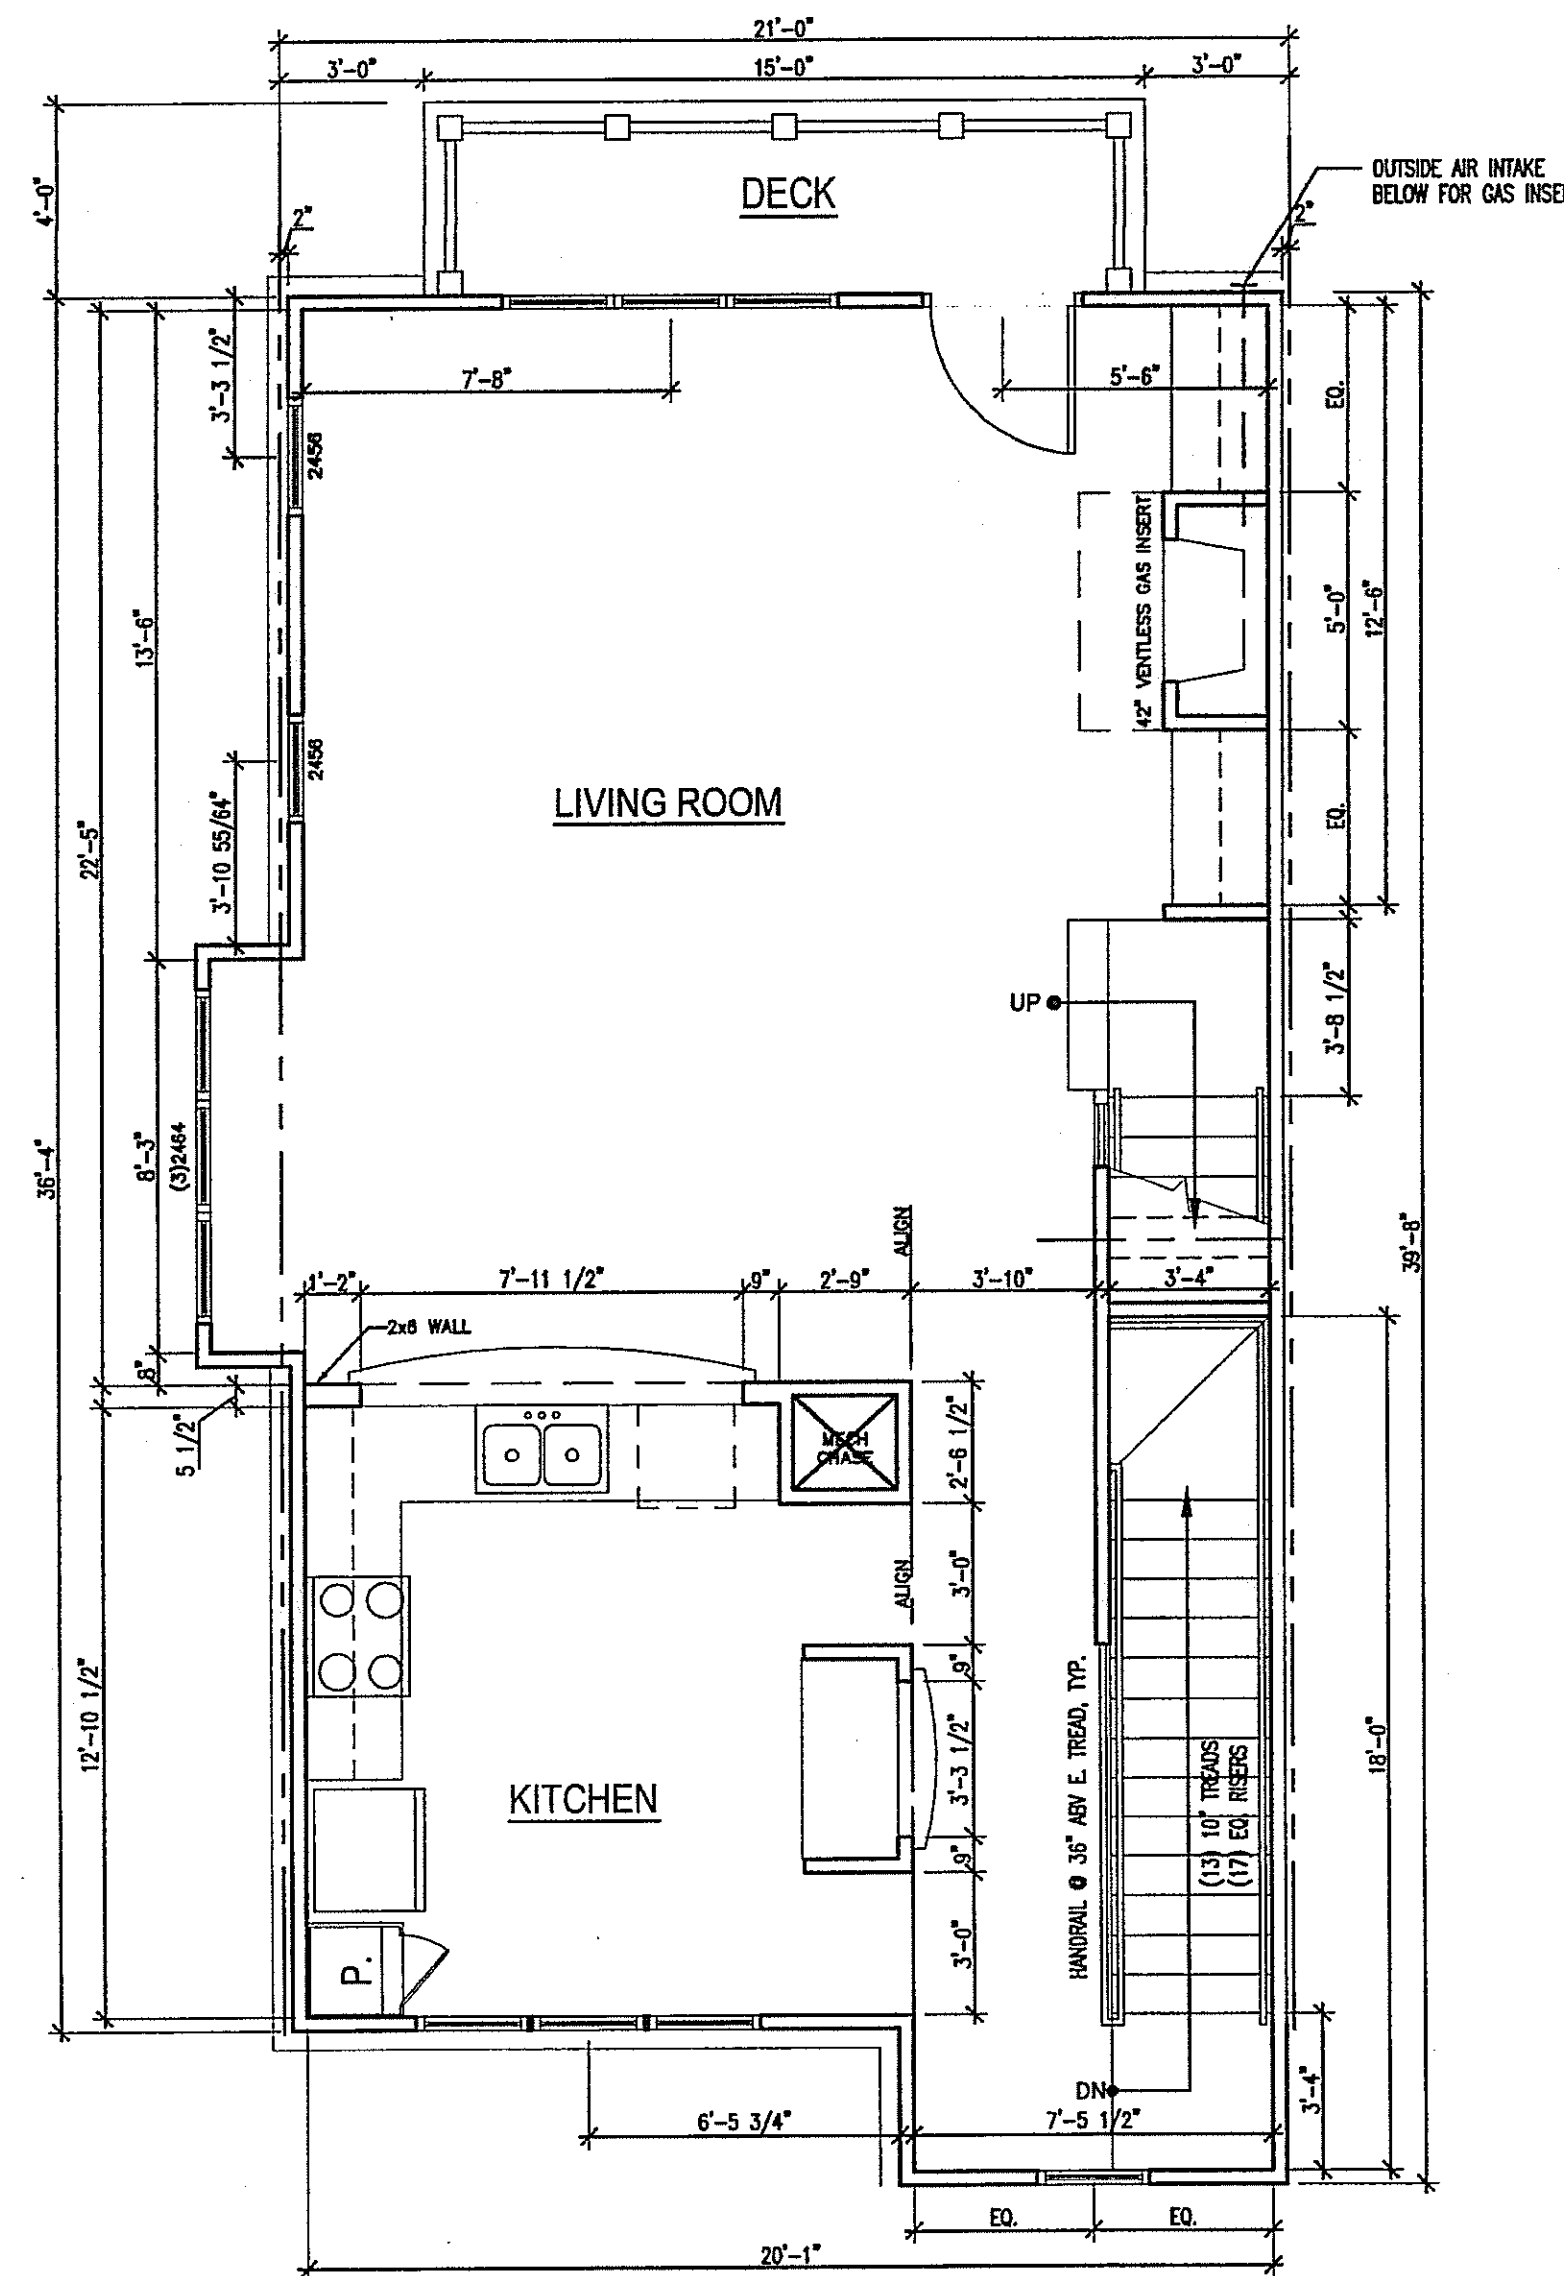 21'-0"
3'-0"
15'-0"
3'-0"
OUTSIDE AIR INTAKE
BELOW FOR GAS INSE
4'-0"
2"
2"
DECK
3'-3 1/2"
7'-8"
5'-6"
EQ.
2456
42" VENTLESS GAS INSERT
5'-0"
12'-6"
13'-6"
2456
LIVING ROOM
EQ.
22'-5"
3'-10 55/64"
UP
3'-8 1/2"
36'-4"
8'-3"
(3)2464
ALIGN
39'-8"
1'-2"
7'-11 1/2"
9"
2'-9"
3'-10"
3'-4"
2x6 WALL
8"
5 1/2"
MECH
CHASE
2'-6 1/2"
3'-0"
ALIGN
9"
12'-10 1/2"
3'-3 1/2"
HANDRAIL @ 36" ABV E. TREAD, TYP.
(13) 10" TREADS
(17) EQ. RISERS
18'-0"
KITCHEN
9"
3'-0"
P.
DN
3'-4"
6'-5 3/4"
7'-5 1/2"
EQ.
EQ.
20'-1"